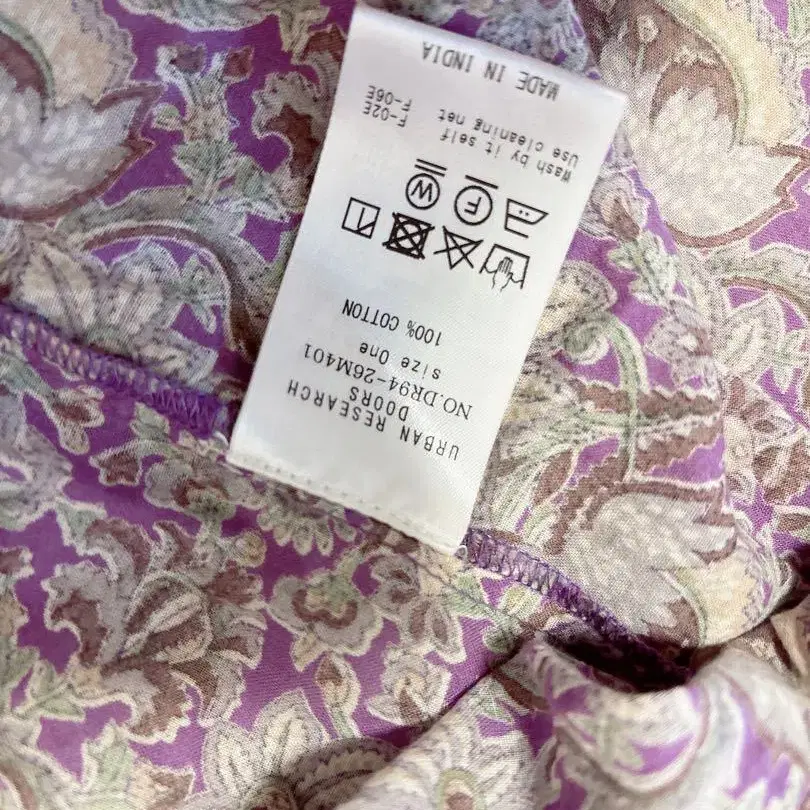 URBAN RESEARCH
DOORS
NO.DR94-26M401
size One
100% COTTON
F
W
Wash by it self
Use cleaning net
F-02E
F-06E
MADE IN INDIA